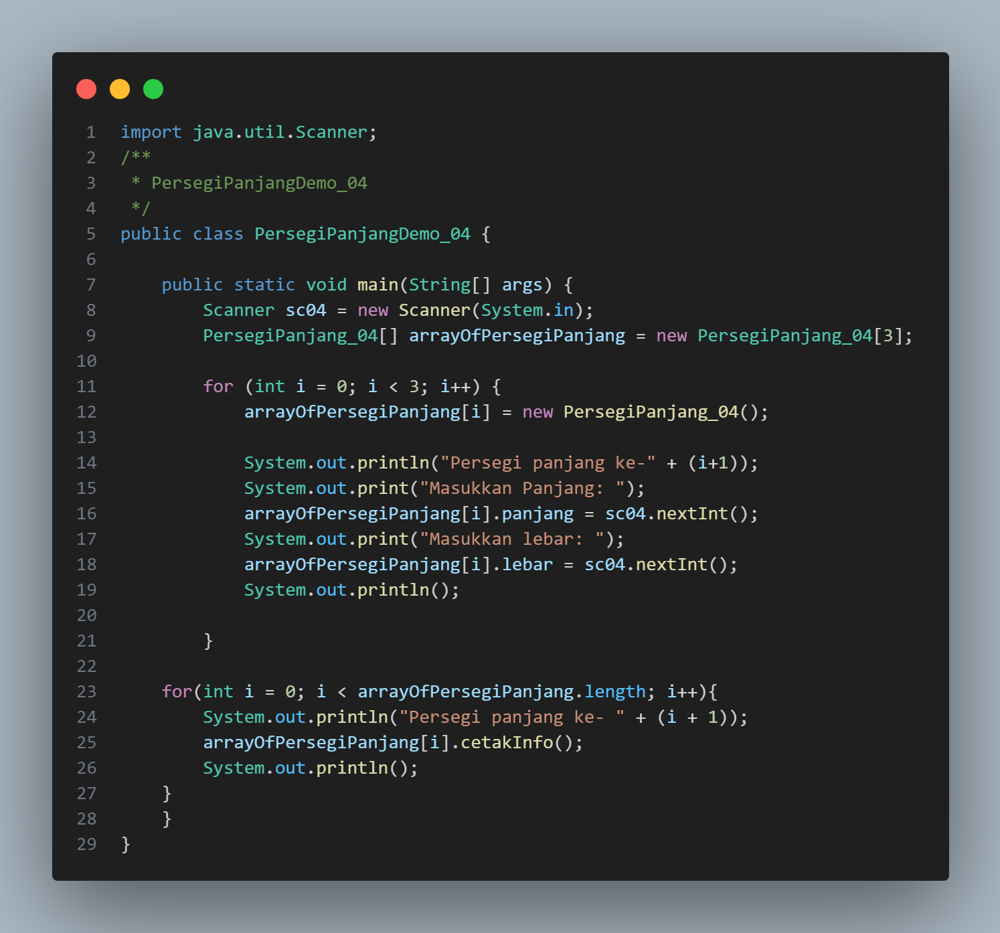 1 import java.util.Scanner;
2 /**
3  * PersegiPanjangDemo_04
4  */
5 public class PersegiPanjangDemo_04 {
6
7     public static void main(String[] args) {
8         Scanner sc04 = new Scanner(System.in);
9         PersegiPanjang_04[] arrayOfPersegiPanjang = new PersegiPanjang_04[3];
10
11         for (int i = 0; i < 3; i++) {
12             arrayOfPersegiPanjang[i] = new PersegiPanjang_04();
13
14             System.out.println("Persegi panjang ke-" + (i+1));
15             System.out.print("Masukkan Panjang: ");
16             arrayOfPersegiPanjang[i].panjang = sc04.nextInt();
17             System.out.print("Masukkan lebar: ");
18             arrayOfPersegiPanjang[i].lebar = sc04.nextInt();
19             System.out.println();
20
21         }
22
23     for(int i = 0; i < arrayOfPersegiPanjang.length; i++){
24         System.out.println("Persegi panjang ke- " + (i + 1));
25         arrayOfPersegiPanjang[i].cetakInfo();
26         System.out.println();
27     }
28     }
29 }